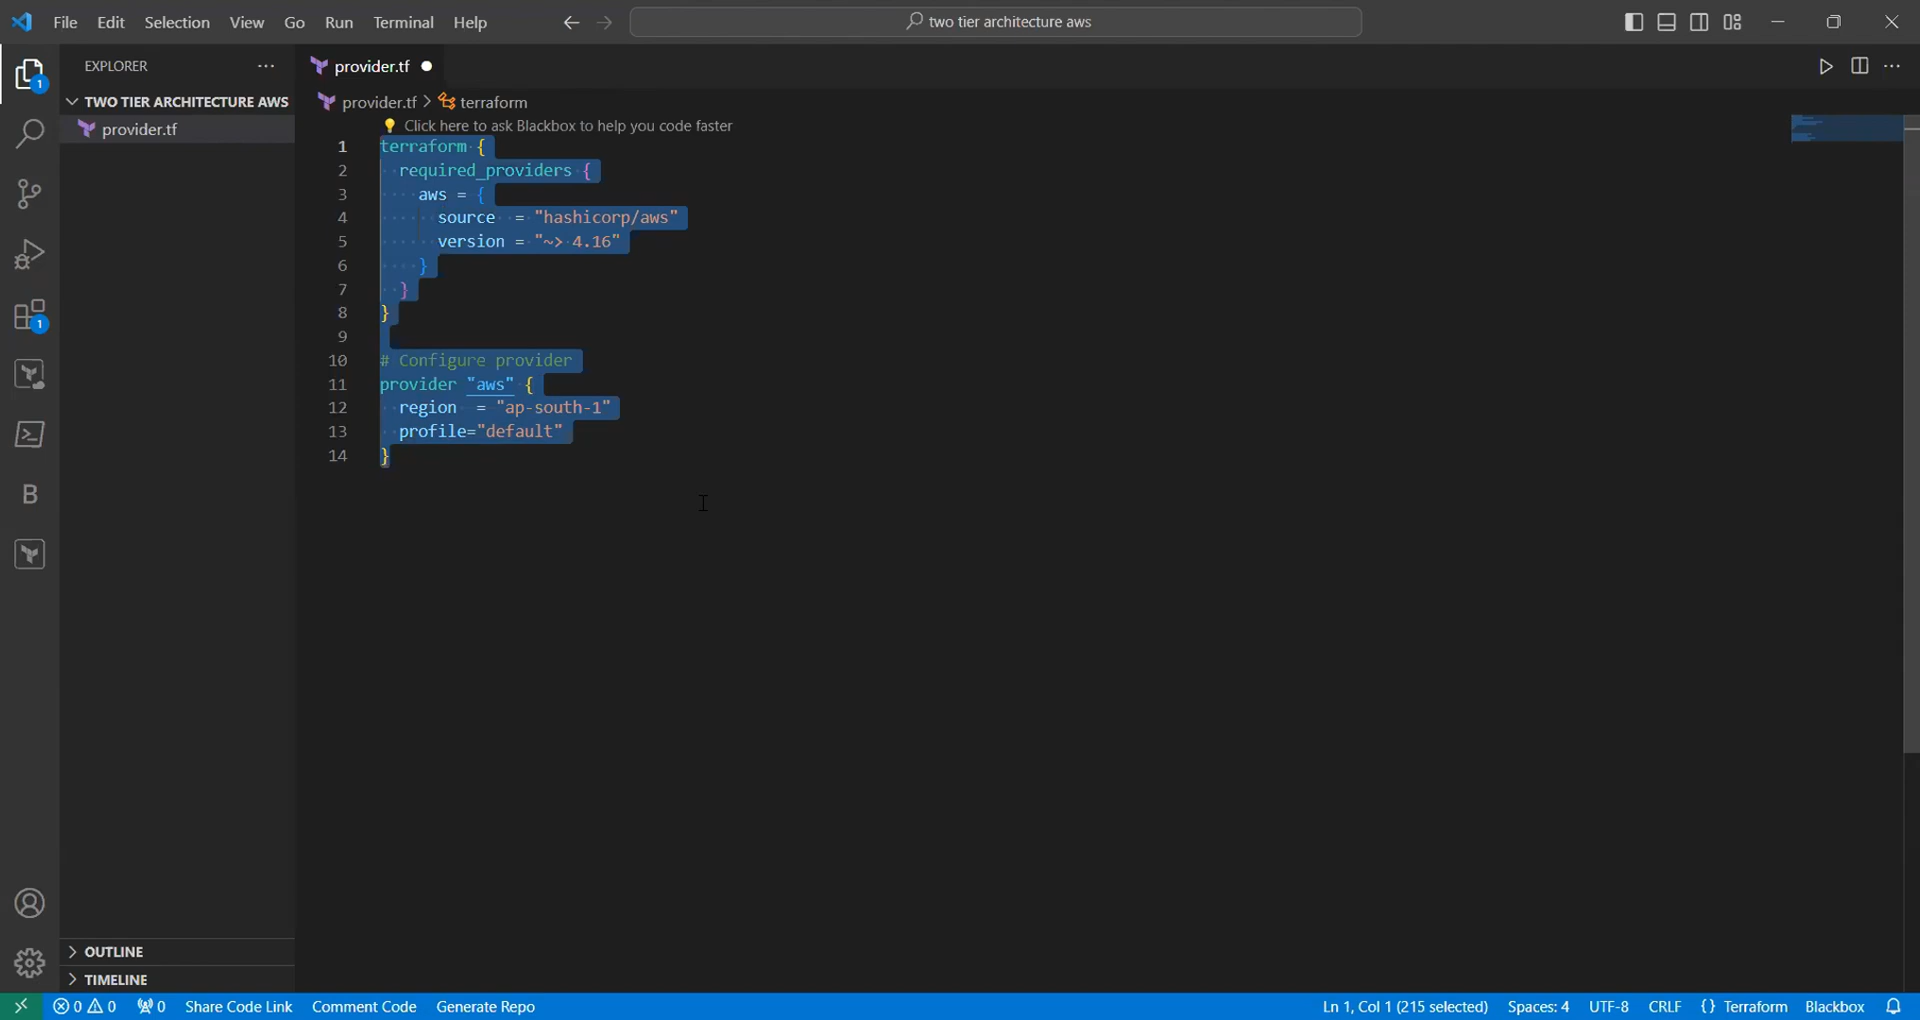 File Edit Selection View Go Run Terminal Help
two tier architecture aws
EXPLORER
TWO TIER ARCHITECTURE AWS
provider.tf
provider.tf
provider.tf > terraform
Click here to ask Blackbox to help you code faster
1 terraform {
2 required_providers {
3 aws = {
4 source = "hashicorp/aws"
5 version = "~> 4.16"
6 }
7 }
8 }
9
10 # Configure provider
11 provider "aws" {
12 region = "ap-south-1"
13 profile="default"
14 }
1
1
B
OUTLINE
TIMELINE
0 0 0 Share Code Link Comment Code Generate Repo
Ln 1, Col 1 (215 selected) Spaces: 4 UTF-8 CRLF {} Terraform Blackbox